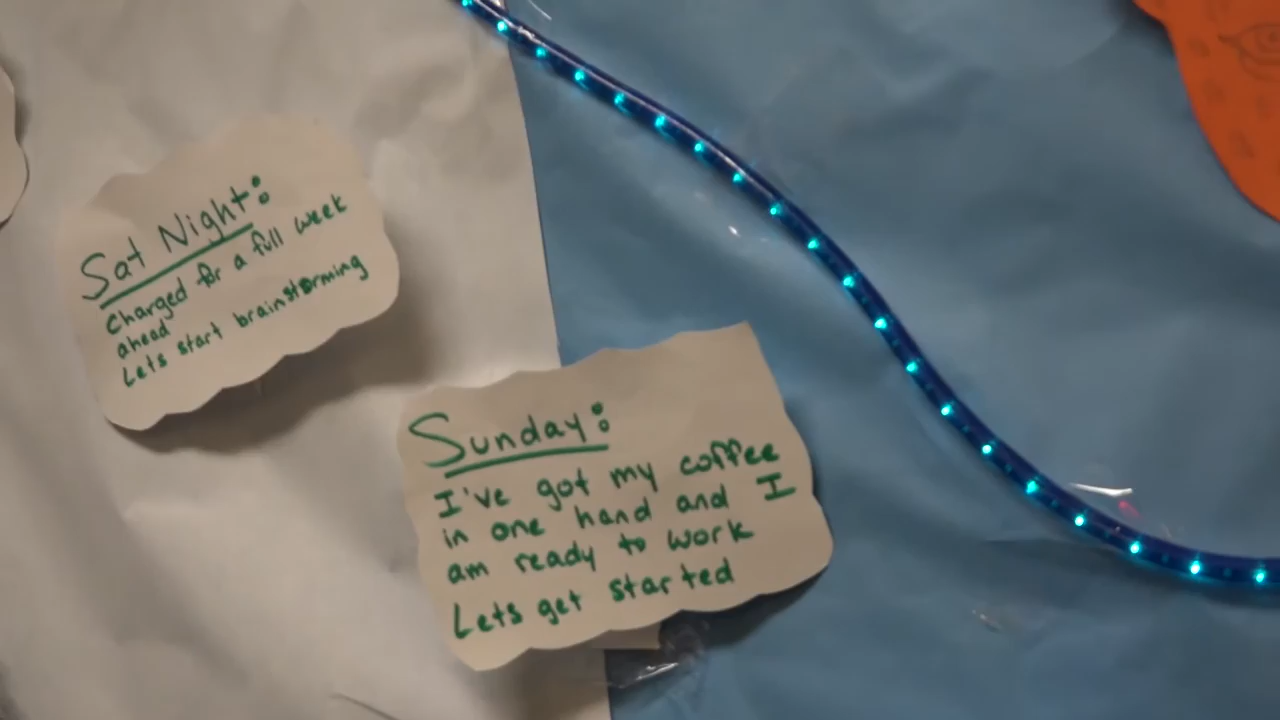 Sat Night:
Charged for a full week
ahead
Lets start brainstorming
Sunday:
I've got my coffee
in one hand and I
am ready to work
Lets get started